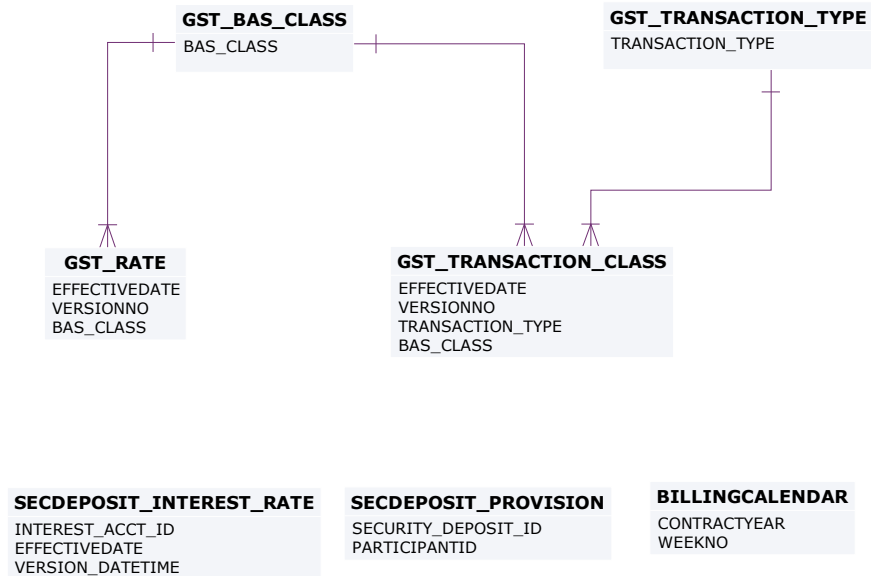 GST_BAS_CLASS
BAS_CLASS
GST_TRANSACTION_TYPE
TRANSACTION_TYPE
GST_RATE
EFFECTIVEDATE
VERSIONNO
BAS_CLASS
GST_TRANSACTION_CLASS
EFFECTIVEDATE
VERSIONNO
TRANSACTION_TYPE
BAS_CLASS
SECDEPOSIT_INTEREST_RATE
INTEREST_ACCT_ID
EFFECTIVEDATE
VERSION_DATETIME
SECDEPOSIT_PROVISION
SECURITY_DEPOSIT_ID
PARTICIPANTID
BILLINGCALENDAR
CONTRACTYEAR
WEEKNO